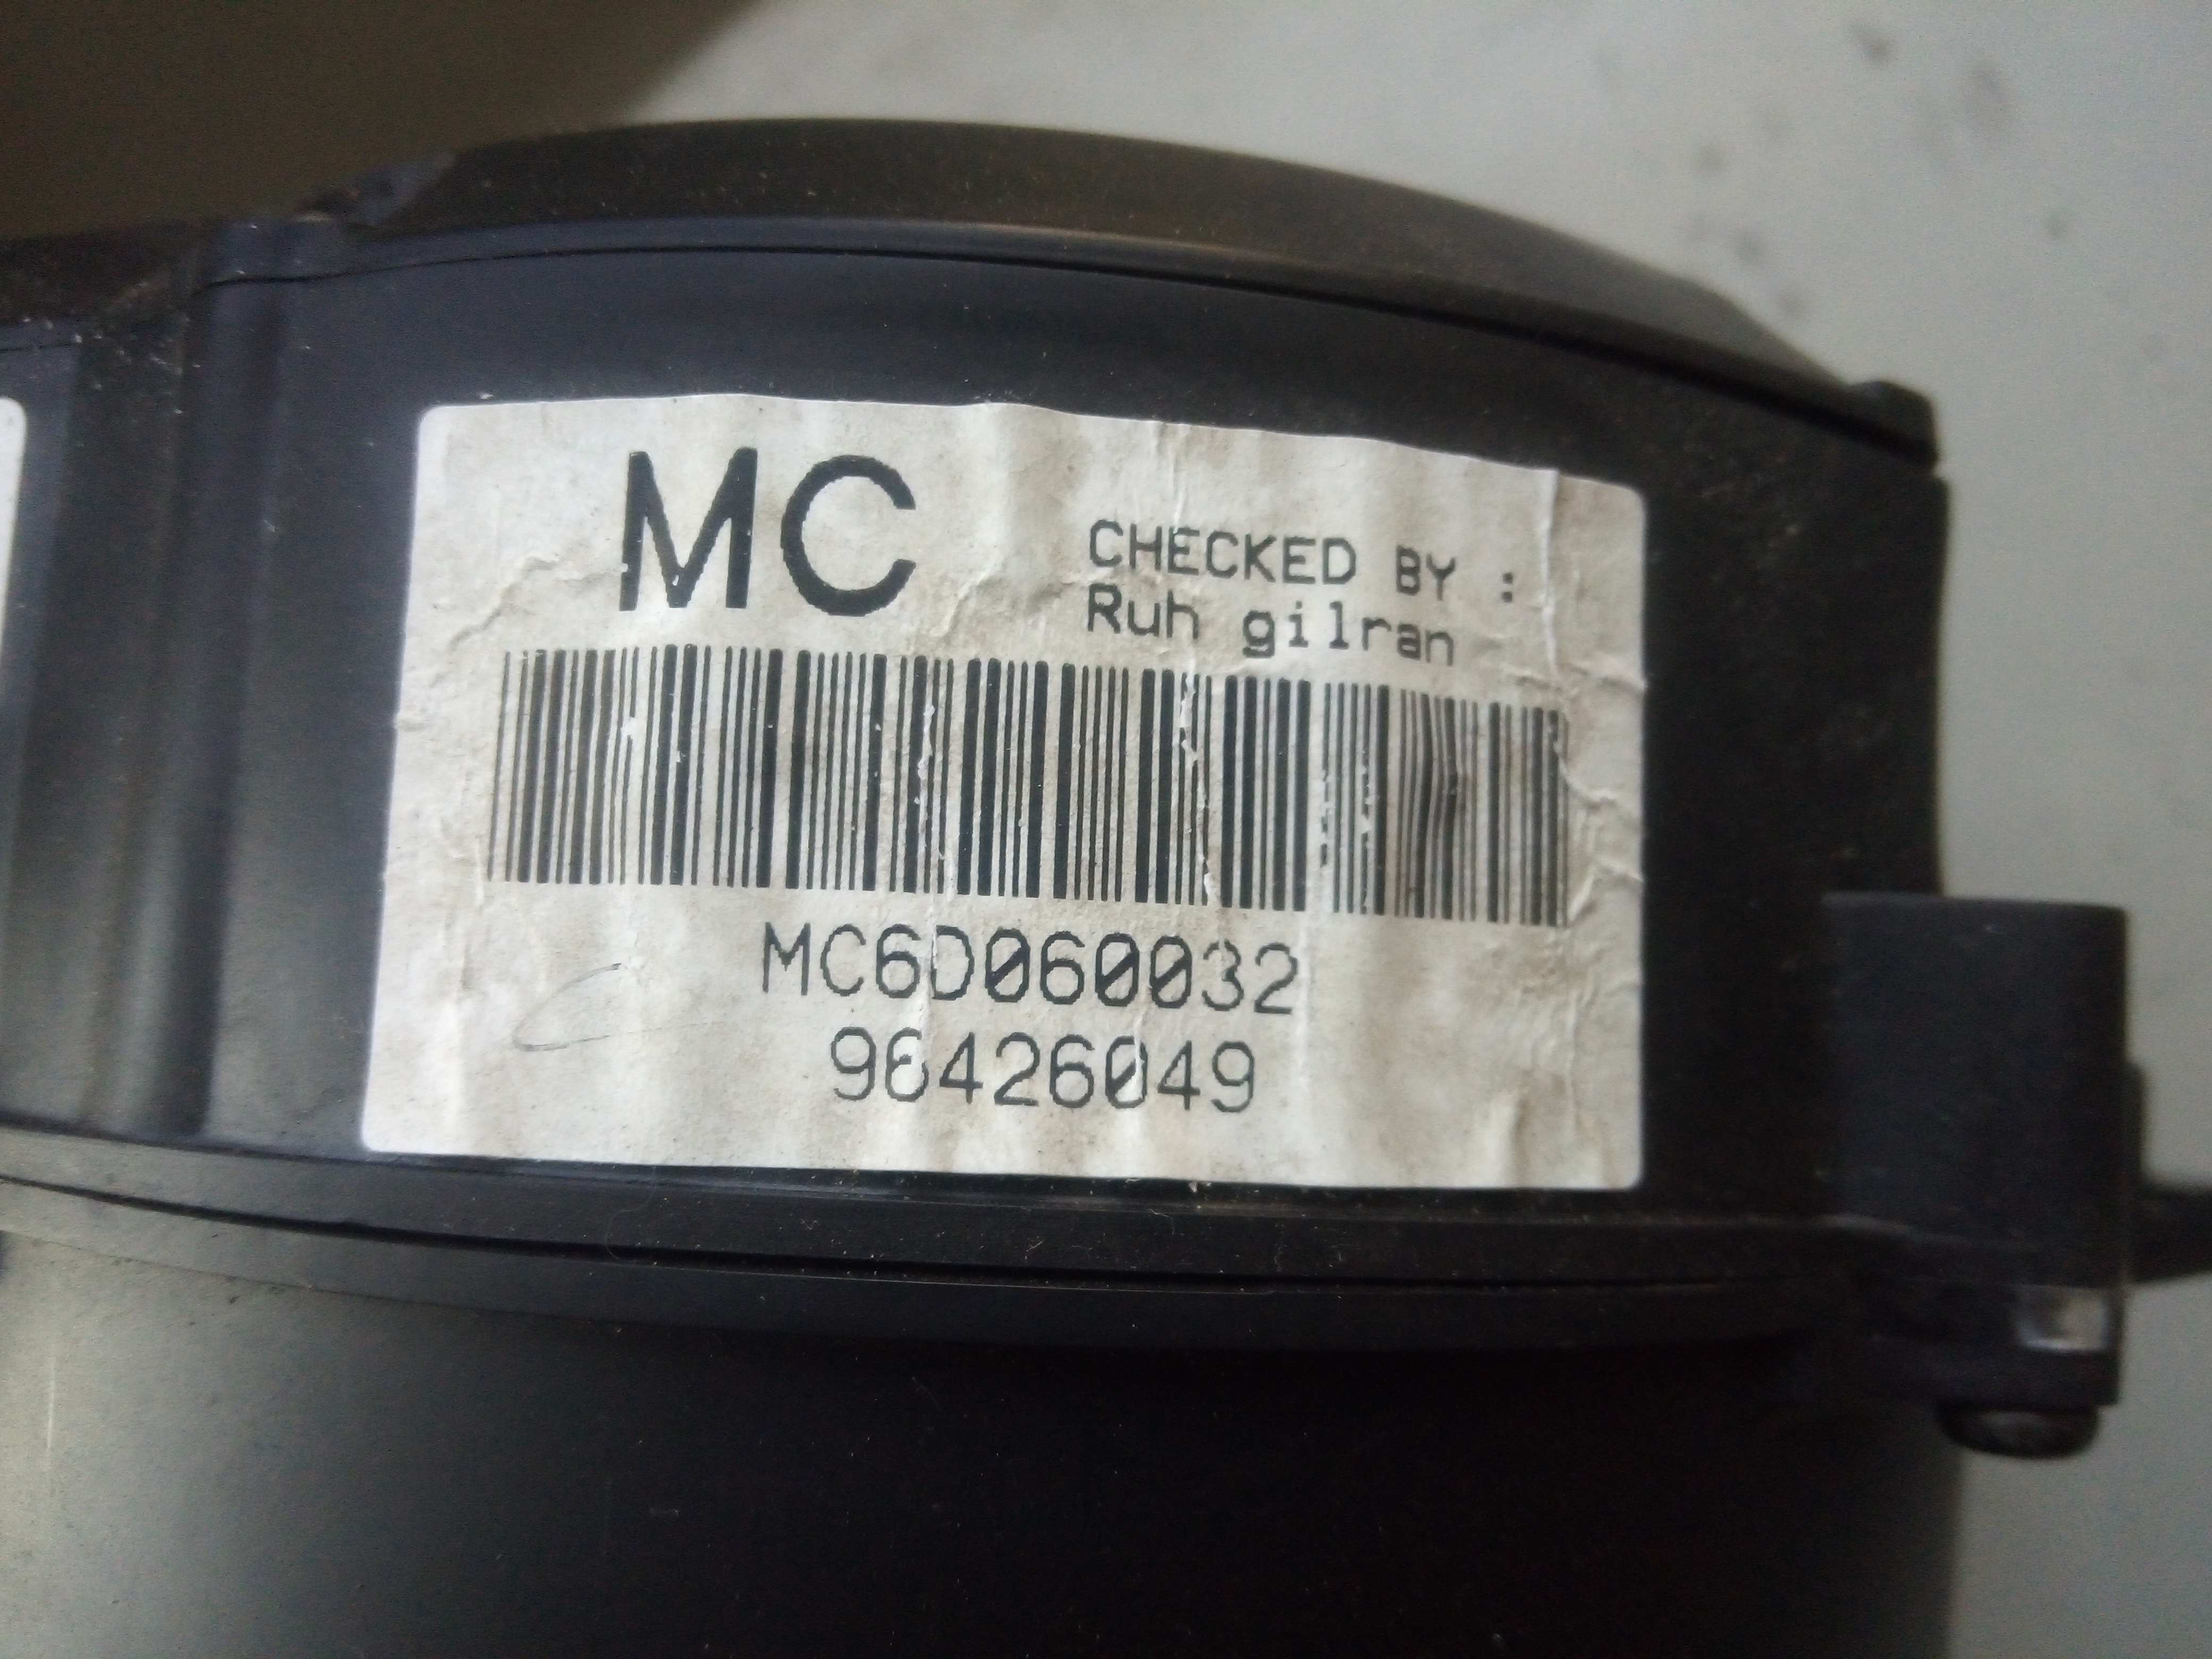 MC
CHECKED BY :
Ruh gilran
MC6D060032
96426049